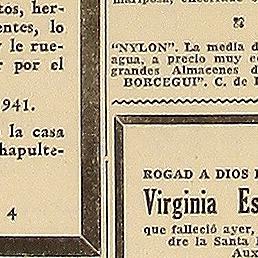 tos, her-
entes, lo
y le rue-
r por el
941.
la casa
hapulte-
4
"NYLON". La media d
agua, a precio muy
grandes Almacenes d
BORCEGUI". C. de
ROGAD A DIOS
Virginia Es
que falleció ayer,
dre la Santa
Aux